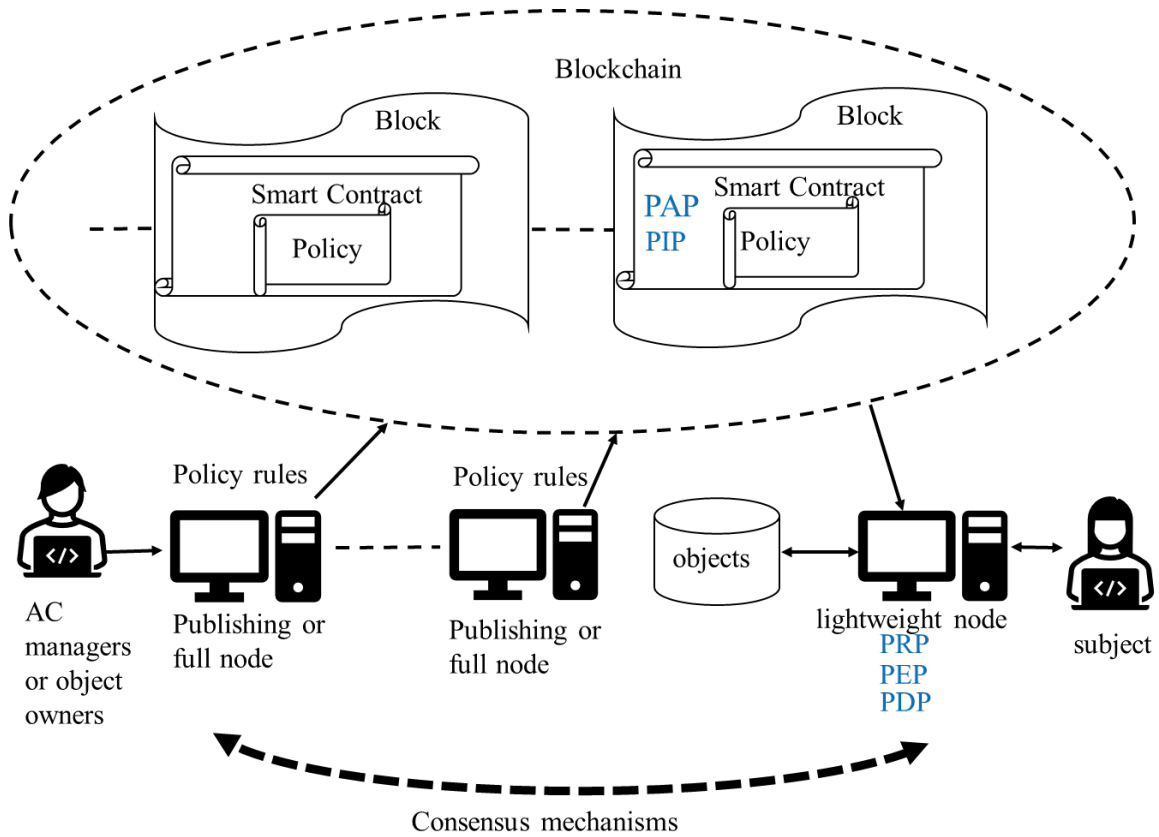 Blockchain
Block
Smart Contract
Policy
Block
Smart Contract
PAP
PIP
Policy
Policy rules
Policy rules
</>
objects
</>
AC
managers
or object
owners
Publishing or
full node
Publishing or
full node
lightweight node
PRP
PEP
PDP
subject
Consensus mechanisms